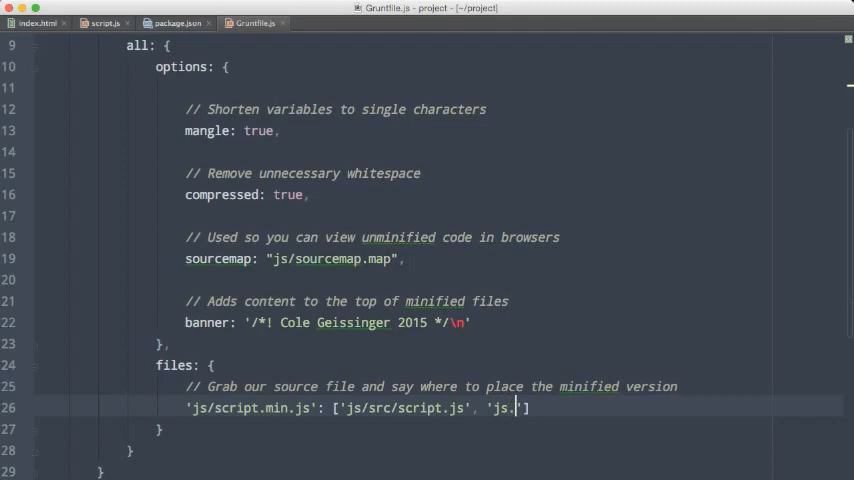 Gruntfile.js - project - [~/project]
index.html × script.js × package.json × Gruntfile.js ×
9 all: {
10 options: {
11
12 // Shorten variables to single characters
13 mangle: true,
14
15 // Remove unnecessary whitespace
16 compressed: true,
17
18 // Used so you can view unminified code in browsers
19 sourcemap: "js/sourcemap.map",
20
21 // Adds content to the top of minified files
22 banner: '/*! Cole Geissinger 2015 */\n'
23 },
24 files: {
25 // Grab our source file and say where to place the minified version
26 'js/script.min.js': ['js/src/script.js', 'js.']
27 }
28 }
29 }